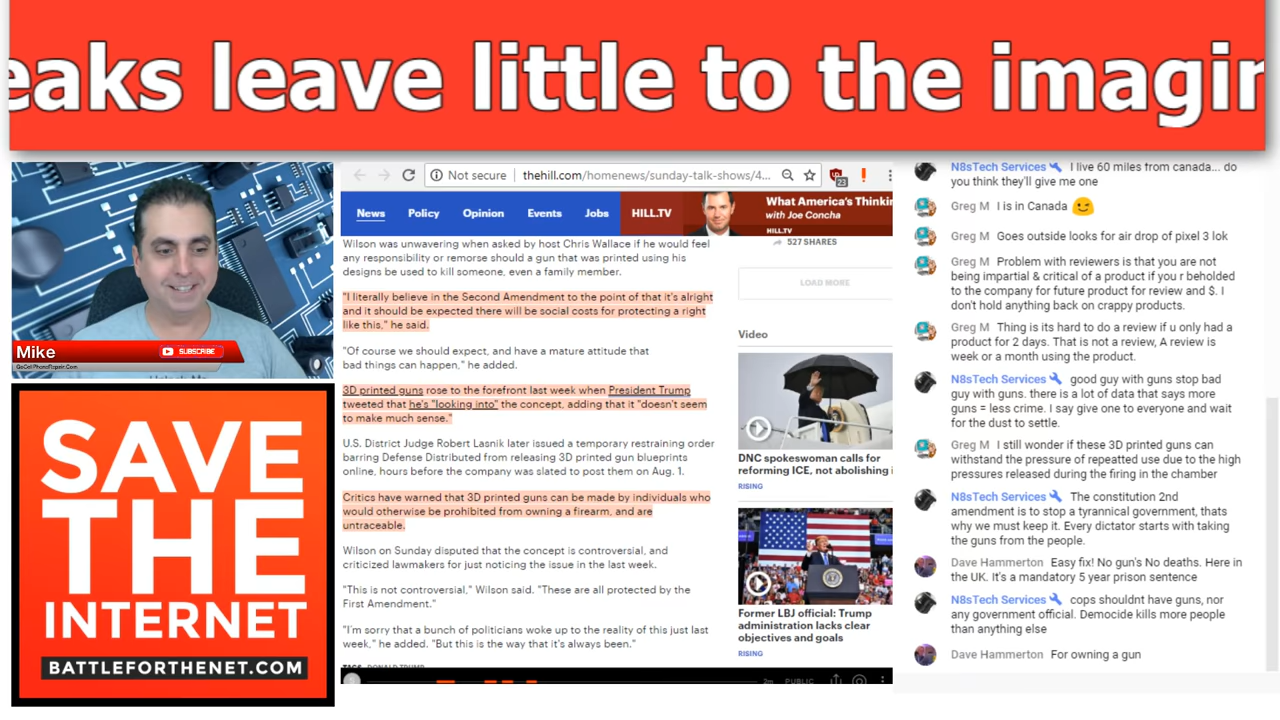 eaks leave little to the imagin
Mike
SUBSCRIBE
GoCellPhoneRepair.Com
SAVE
THE
INTERNET
BATTLEFORTHENET.COM
Not secure
thehill.com/homenews/sunday-talk-shows/4...
23
News
Policy
Opinion
Events
Jobs
HILL.TV
What America's Thinkin
with Joe Concha
HILL.TV
527 SHARES
Wilson was unwavering when asked by host Chris Wallace if he would feel
any responsibility or remorse should a gun that was printed using his
designs be used to kill someone, even a family member.
"I literally believe in the Second Amendment to the point of that it's alright
and it should be expected there will be social costs for protecting a right
like this," he said.
"Of course we should expect, and have a mature attitude that
bad things can happen," he added.
3D printed guns rose to the forefront last week when President Trump
tweeted that he's "looking into" the concept, adding that it "doesn't seem
to make much sense."
U.S. District Judge Robert Lasnik later issued a temporary restraining order
barring Defense Distributed from releasing 3D printed gun blueprints
online, hours before the company was slated to post them on Aug. 1.
Critics have warned that 3D printed guns can be made by individuals who
would otherwise be prohibited from owning a firearm, and are
untraceable.
Wilson on Sunday disputed that the concept is controversial, and
criticized lawmakers for just noticing the issue in the last week.
"This is not controversial," Wilson said. "These are all protected by the
First Amendment."
"I'm sorry that a bunch of politicians woke up to the reality of this just last
week," he added. "But this is the way that it's always been."
TAGS DONALD TRUMP
LOAD MORE
Video
DNC spokeswoman calls for
reforming ICE, not abolishing i
RISING
Former LBJ official: Trump
administration lacks clear
objectives and goals
RISING
2m
PUBLIC
N8sTech Services I live 60 miles from canada... do
you think they'll give me one
Greg M I is in Canada
Greg M Goes outside looks for air drop of pixel 3 lok
Greg M Problem with reviewers is that you are not
being impartial & critical of a product if you r beholded
to the company for future product for review and $. I
don't hold anything back on crappy products.
Greg M Thing is its hard to do a review if u only had a
product for 2 days. That is not a review, A review is
week or a month using the product.
N8sTech Services good guy with guns stop bad
guy with guns. there is a lot of data that says more
guns = less crime. I say give one to everyone and wait
for the dust to settle.
Greg M I still wonder if these 3D printed guns can
withstand the pressure of repeatted use due to the high
pressures released during the firing in the chamber
N8sTech Services The constitution 2nd
amendment is to stop a tyrannical government, thats
why we must keep it. Every dictator starts with taking
the guns from the people.
Dave Hammerton Easy fix! No gun's No deaths. Here in
the UK. It's a mandatory 5 year prison sentence
N8sTech Services cops shouldnt have guns, nor
any government official. Democide kills more people
than anything else
Dave Hammerton For owning a gun